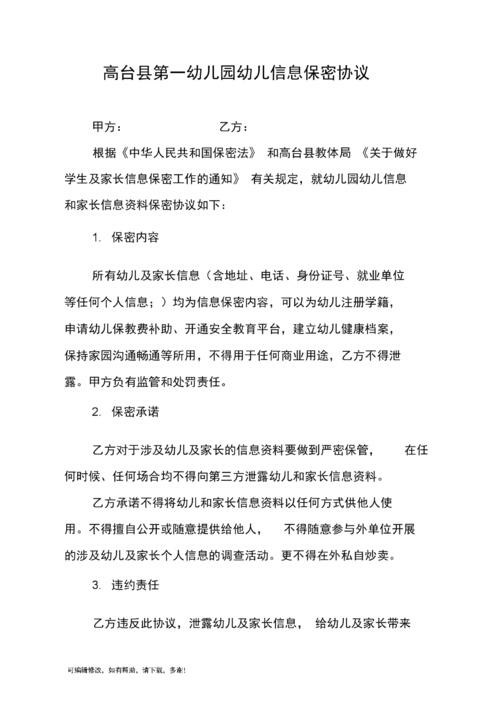 高台县第一幼儿园幼儿信息保密协议
甲方： 乙方：
根据《中华人民共和国保密法》 和高台县教体局 《关于做好
学生及家长信息保密工作的通知》 有关规定，就幼儿园幼儿信息
和家长信息资料保密协议如下：
1. 保密内容
所有幼儿及家长信息（含地址、电话、身份证号、就业单位
等任何个人信息；）均为信息保密内容，可以为幼儿注册学籍，
申请幼儿保教费补助、开通安全教育平台，建立幼儿健康档案，
保持家园沟通畅通等所用，不得用于任何商业用途，乙方不得泄
露。甲方负有监管和处罚责任。
2. 保密承诺
乙方对于涉及幼儿及家长的信息资料要做到严密保管， 在任
何时候、任何场合均不得向第三方泄露幼儿和家长信息资料。
乙方承诺不得将幼儿和家长信息资料以任何方式供他人使
用。不得擅自公开或随意提供给他人， 不得随意参与外单位开展
的涉及幼儿及家长个人信息的调查活动。更不得在外私自炒卖。
3. 违约责任
乙方违反此协议，泄露幼儿及家长信息， 给幼儿及家长带来
可编辑修改，如有帮助，请下载，多谢！